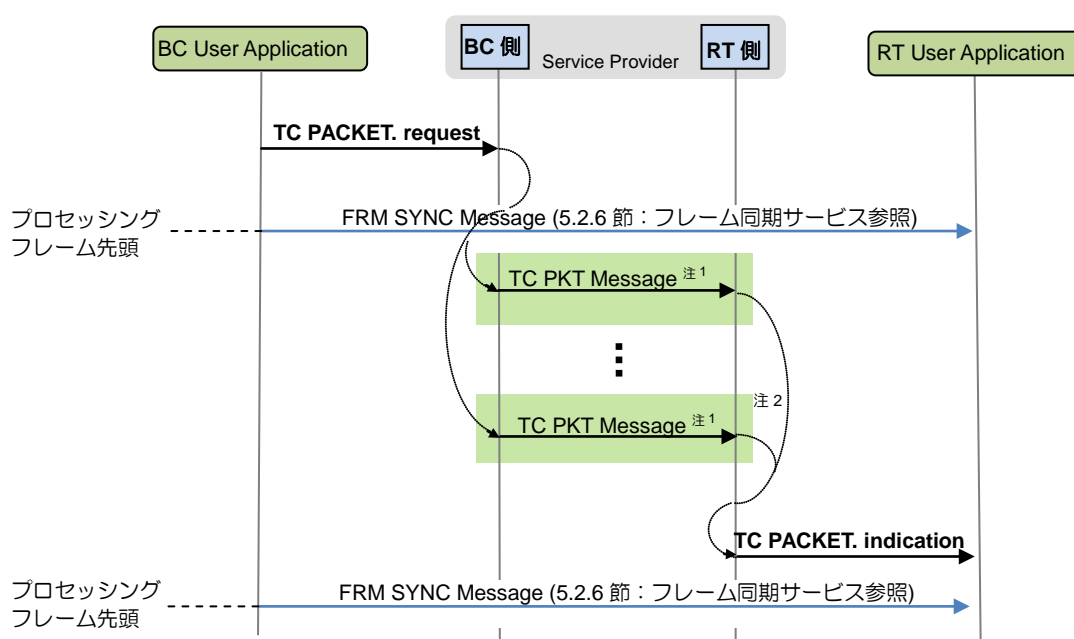 BC User Application
BC 側
Service Provider
RT 側
RT User Application
TC PACKET. request
プロセッシング
フレーム先頭
FRM SYNC Message (5.2.6 節：フレーム同期サービス参照)
TC PKT Message 注 1
⋮
注 2
TC PKT Message 注 1
TC PACKET. indication
プロセッシング
フレーム先頭
FRM SYNC Message (5.2.6 節：フレーム同期サービス参照)